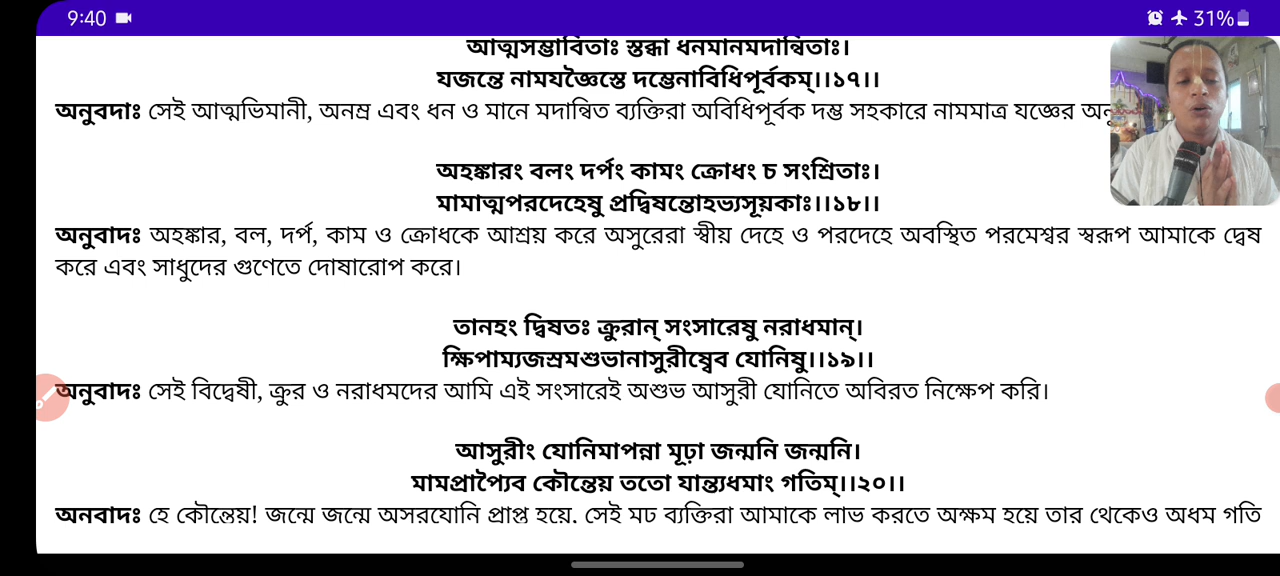 9:40
31%
আত্মসম্ভাবিতাঃ স্তব্ধা ধনমানমদান্বিতাঃ।
যজন্তে নামযজ্ঞৈস্তে দম্ভেনাবিধিপূর্বকম্।।১৭।।
অনুবদাঃ সেই আত্মভিমানী, অনম্র এবং ধন ও মানে মদান্বিত ব্যক্তিরা অবিধিপূর্বক দম্ভ সহকারে নামমাত্র যজ্ঞের
অহঙ্কারং বলং দর্পং কামং ক্রোধং চ সংশ্রিতাঃ।
মামাত্মপরদেহেষু প্রদ্বিষন্তোহভ্যসূয়কাঃ।।১৮।।
অনুবাদঃ অহঙ্কার, বল, দর্প, কাম ও ক্রোধকে আশ্রয় করে অসুরেরা স্বীয় দেহে ও পরদেহে অবস্থিত পরমেশ্বর স্বরূপ আমাকে দ্বেষ
করে এবং সাধুদের গুণেতে দোষারোপ করে।
তানহং দ্বিষতঃ ক্রুরান্ সংসারেষু নরাধমান্।
ক্ষিপাম্যজস্রমশুভানাসুরীষ্বেব যোনিষু।।১৯।।
অনুবাদঃ সেই বিদ্বেষী, ক্রুর ও নরাধমদের আমি এই সংসারেই অশুভ আসুরী যোনিতে অবিরত নিক্ষেপ করি।
আসুরীং যোনিমাপন্না মূঢ়া জন্মনি জন্মনি।
মামপ্রাপ্যৈব কৌন্তেয় ততো যান্ত্যধমাং গতিম্।।২০।।
অনুবাদঃ হে কৌন্তেয়! জন্মে জন্মে অসুরযোনি প্রাপ্ত হয়ে, সেই মূঢ় ব্যক্তিরা আমাকে লাভ করতে অক্ষম হয়ে তার থেকেও অধম গতি